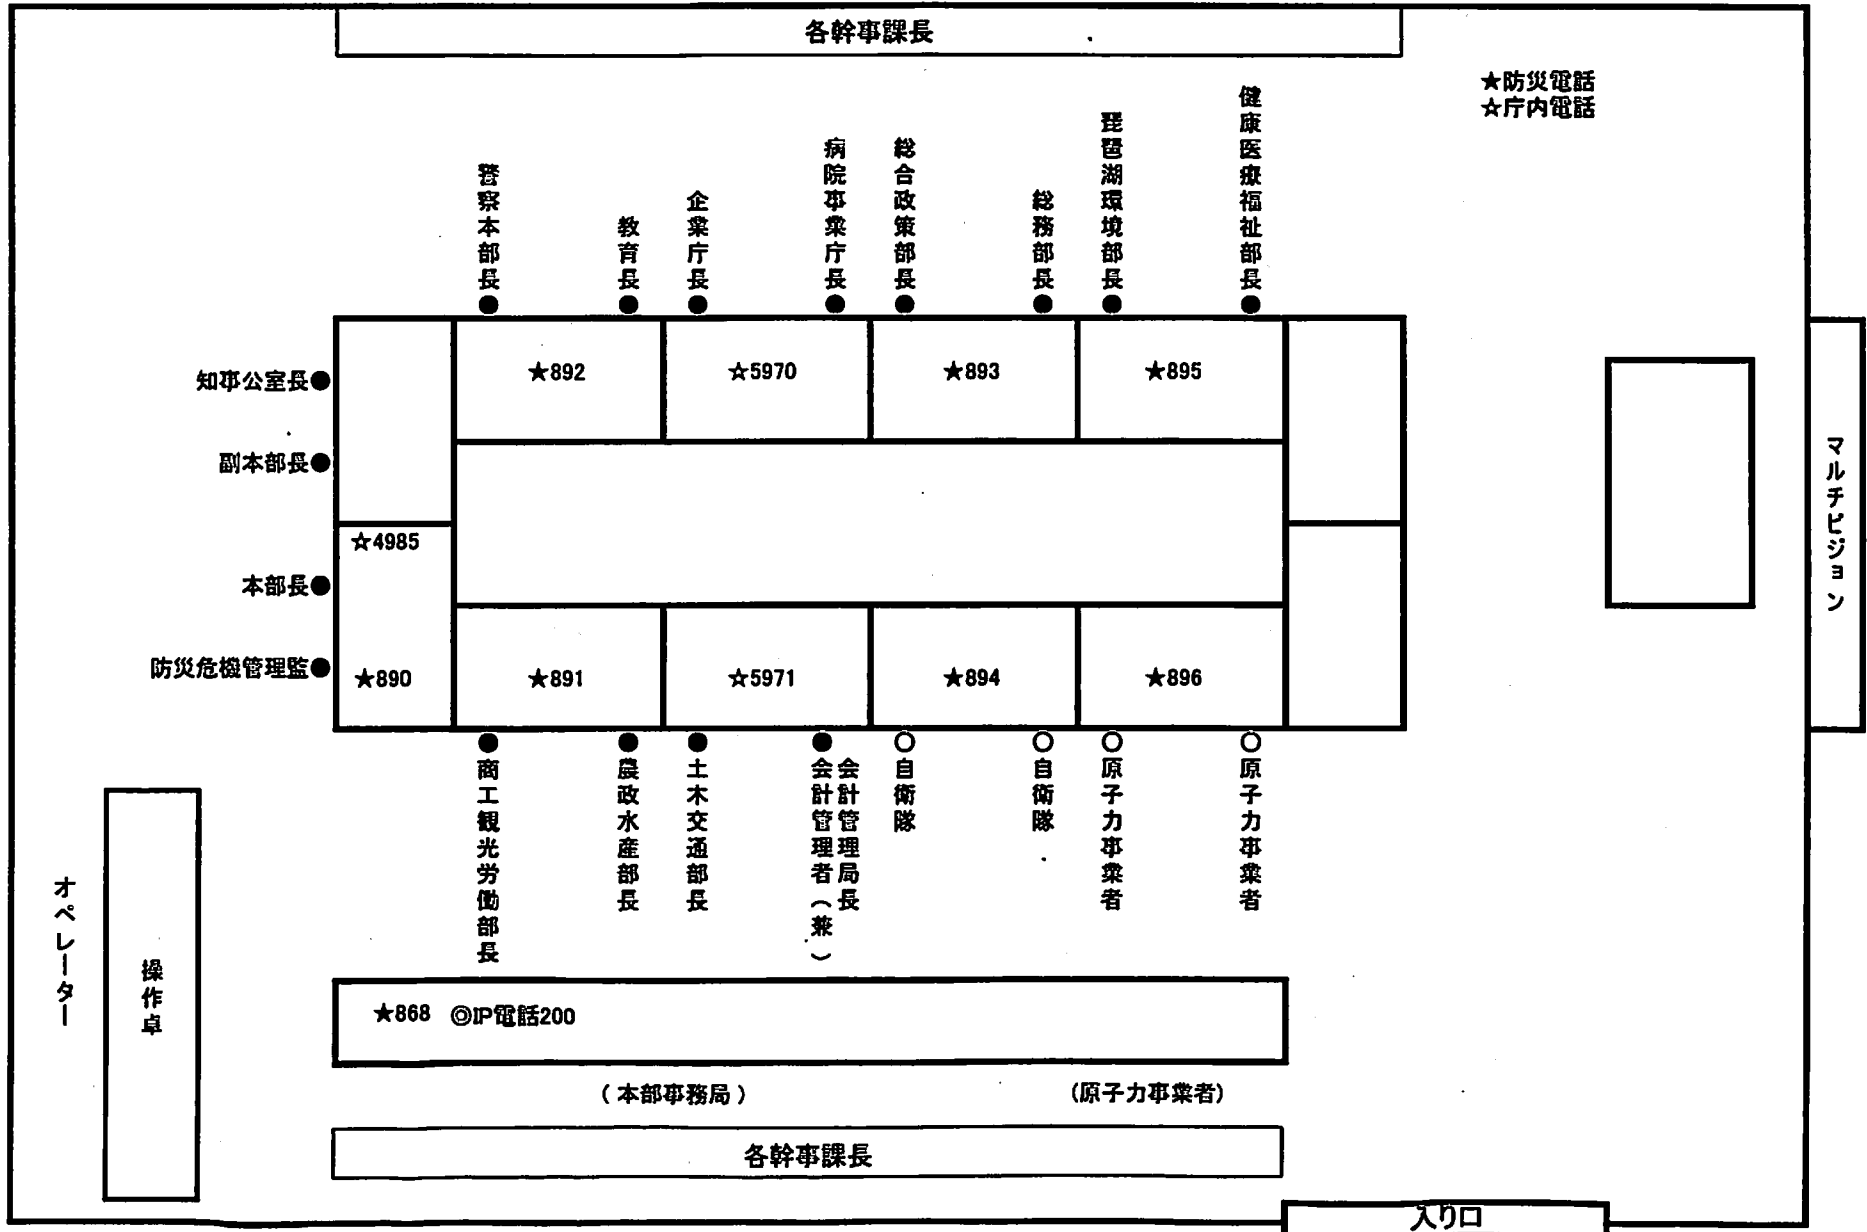 各幹事課長
★防災電話
☆庁内電話
警察本部長●
教育長●
企業庁長●
病院事業庁長●
総合政策部長●
総務部長●
琵琶湖環境部長●
健康医療福祉部長●
知事公室長●
副本部長●
本部長●
防災危機管理監●
★892
☆5970
★893
★895
☆4985
★890
★891
☆5971
★894
★896
マルチビジョン
●商工観光労働部長
●農政水産部長
●土木交通部長
●会計管理局長
会計管理者(兼)
○自衛隊
○自衛隊
○原子力事業者
○原子力事業者
オペレーター
操作卓
★868 ◎IP電話200
(本部事務局)
(原子力事業者)
各幹事課長
入り口